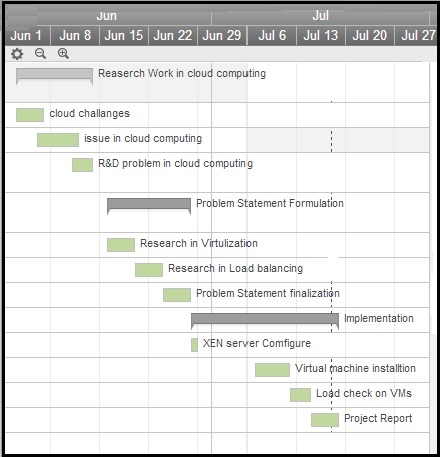 Jun Jul
Jun 1 Jun 8 Jun 15 Jun 22 Jun 29 Jul 6 Jul 13 Jul 20 Jul 27
Reaserch Work in cloud computing
cloud challanges
issue in cloud computing
R&D problem in cloud computing
Problem Statement Formulation
Research in Virtulization
Research in Load balancing
Problem Statement finalization
Implementation
XEN server Comfigure
Virtual machine installtion
Load check on VMs
Project Report